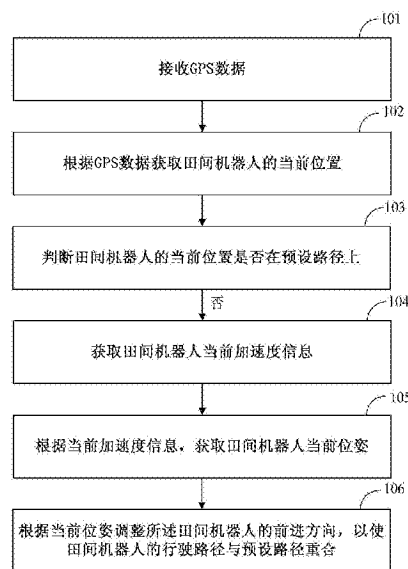 101
接收GPS数据
102
根据GPS数据获取田间机器人的当前位置
103
判断田间机器人的当前位置是否在预设路径上
否
104
获取田间机器人当前加速度信息
105
根据当前加速度信息，获取田间机器人当前位姿
106
根据当前位姿调整所述田间机器人的前进方向，以使
田间机器人的行驶路径与预设路径重合